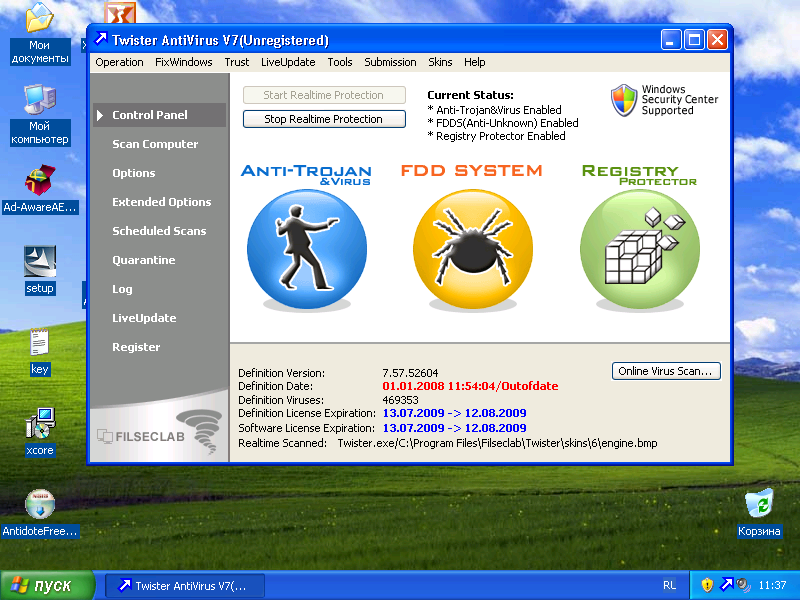 Мои
документы
Мой
компьютер
Ad-AwareAE...
setup
key
xcore
AntidoteFree...
Корзина
Twister AntiVirus V7(Unregistered)
Operation FixWindows Trust LiveUpdate Tools Submission Skins Help
Control Panel
Scan Computer
Options
Extended Options
Scheduled Scans
Quarantine
Log
LiveUpdate
Register
FILSECLAB
Start Realtime Protection
Stop Realtime Protection
Current Status:
* Anti-Trojan&Virus Enabled
* FDDS(Anti-Unknown) Enabled
* Registry Protector Enabled
Windows
Security Center
Supported
ANTI-TROJAN
&VIRUS
FDD SYSTEM
REGISTRY
PROTECTOR
Definition Version: 7.57.52604
Definition Date: 01.01.2008 11:54:04/Outofdate
Definition Viruses: 469353
Definition License Expiration: 13.07.2009 -> 12.08.2009
Software License Expiration: 13.07.2009 -> 12.08.2009
Realtime Scanned: Twister.exe/C:\Program Files\Filseclab\Twister\skins\6\engine.bmp
Online Virus Scan...
пуск
Twister AntiVirus V7(...
RL
11:37